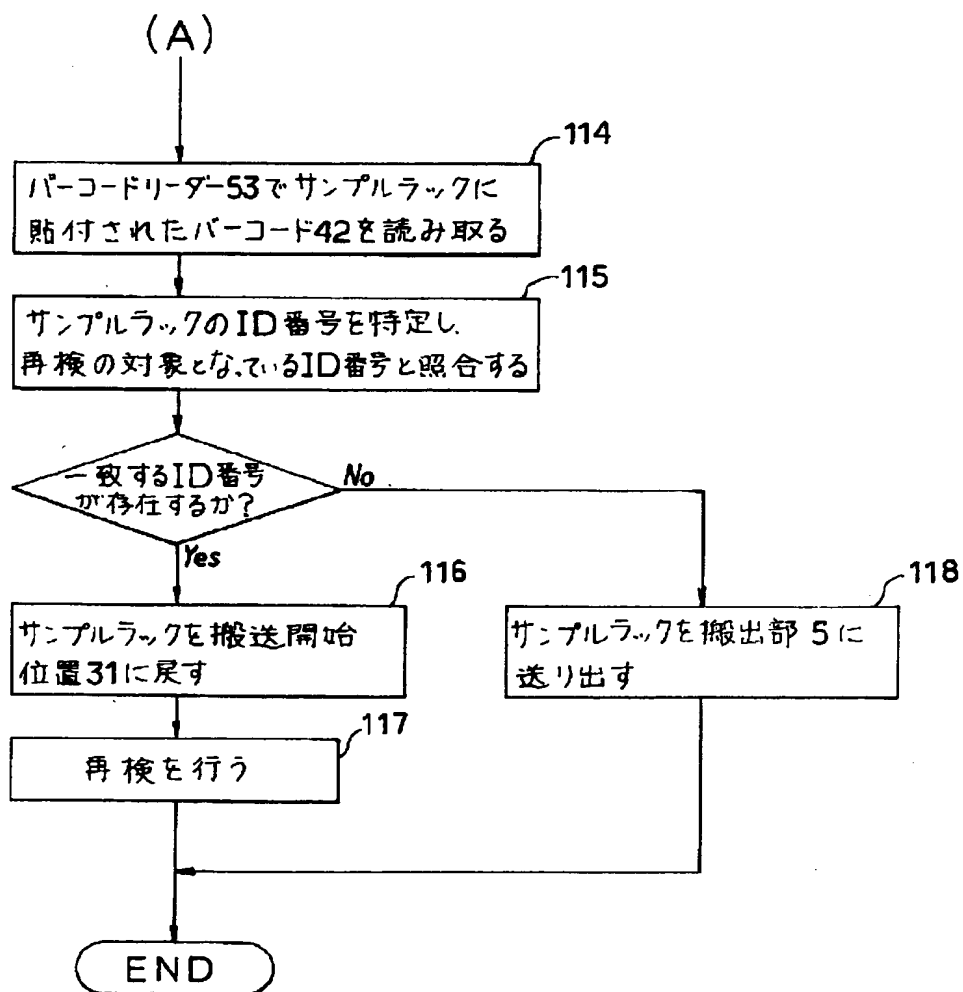 (A)
114
バーコードリーダー53でサンプルラックに
貼付されたバーコード42を読み取る
115
サンプルラックのID番号を特定し、
再検の対象となっているID番号と照合する
一致するID番号
が存在するか?
No
Yes
116
サンプルラックを搬送開始
位置31に戻す
118
サンプルラックを搬出部5に
送り出す
117
再検を行う
END